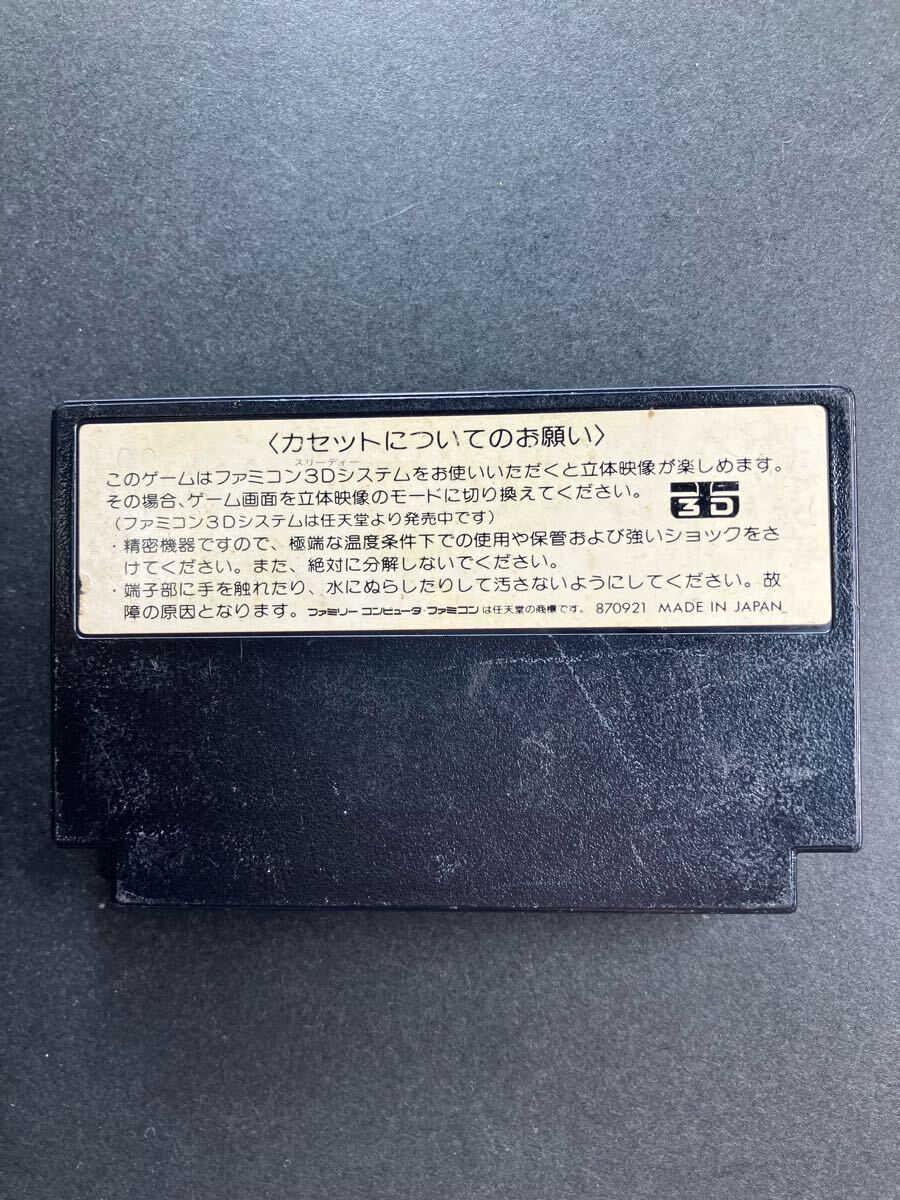 〈カセットについてのお願い〉
スリーディー
このゲームはファミコン3Dシステムをお使いいただくと立体映像が楽しめます。
その場合、ゲーム画面を立体映像のモードに切り換えてください。
3D
(ファミコン3Dシステムは任天堂より発売中です)
・精密機器ですので、極端な温度条件下での使用や保管および強いショックをさ
けてください。また、絶対に分解しないでください。
・端子部に手を触れたり、水にぬらしたりして汚さないようにしてください。故
障の原因となります。ファミリーコンピュータ・ファミコンは任天堂の商標です。 870921 MADE IN JAPAN